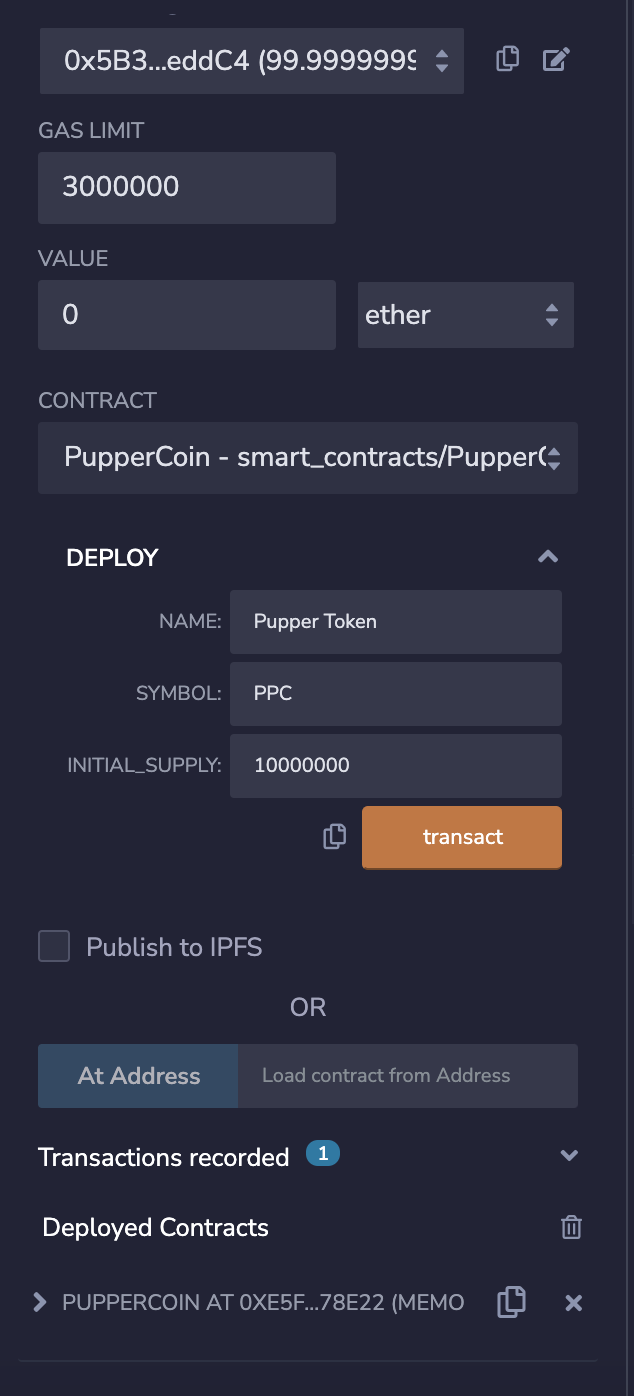 0x5B3...eddC4 (99.9999999
GAS LIMIT
3000000
VALUE
0
ether
CONTRACT
PupperCoin - smart_contracts/PupperC
DEPLOY
NAME:
Pupper Token
SYMBOL:
PPC
INITIAL_SUPPLY:
10000000
transact
Publish to IPFS
OR
At Address
Load contract from Address
Transactions recorded 1
Deployed Contracts
PUPPERCOIN AT 0XE5F...78E22 (MEMO